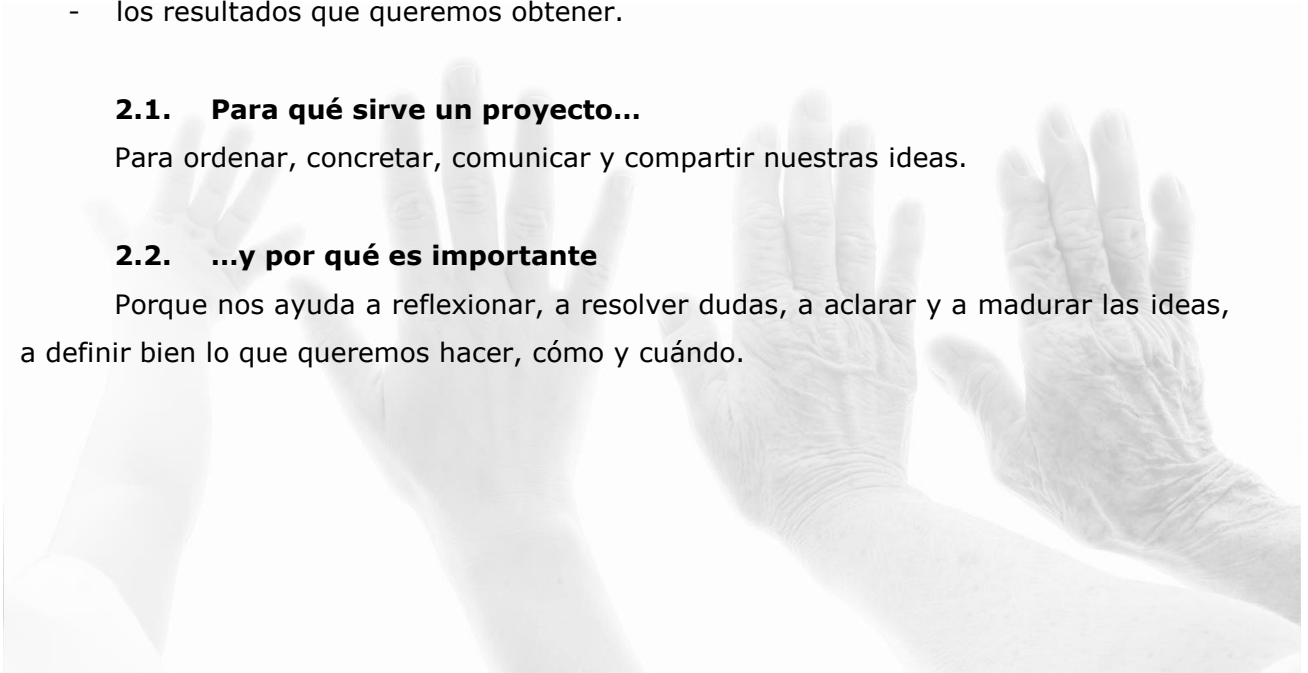 - los resultados que queremos obtener.
2.1. Para qué sirve un proyecto…
Para ordenar, concretar, comunicar y compartir nuestras ideas.
2.2. …y por qué es importante
Porque nos ayuda a reflexionar, a resolver dudas, a aclarar y a madurar las ideas,
a definir bien lo que queremos hacer, cómo y cuándo.